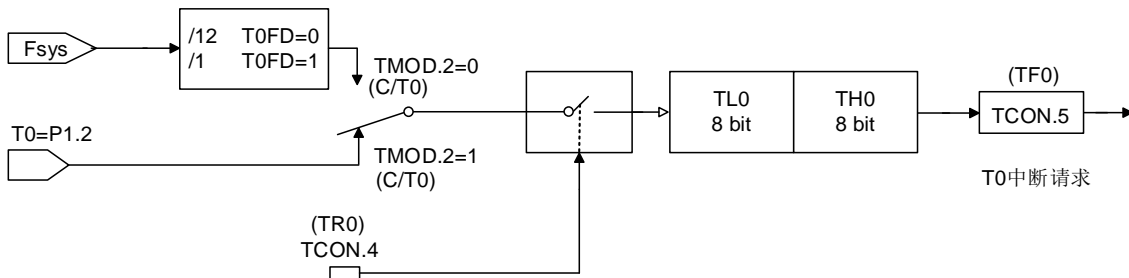 Fsys
/12 T0FD=0
/1 T0FD=1
TMOD.2=0
(C/T0)
T0=P1.2
TMOD.2=1
(C/T0)
(TR0)
TCON.4
TL0
8 bit
TH0
8 bit
(TF0)
TCON.5
T0中断请求